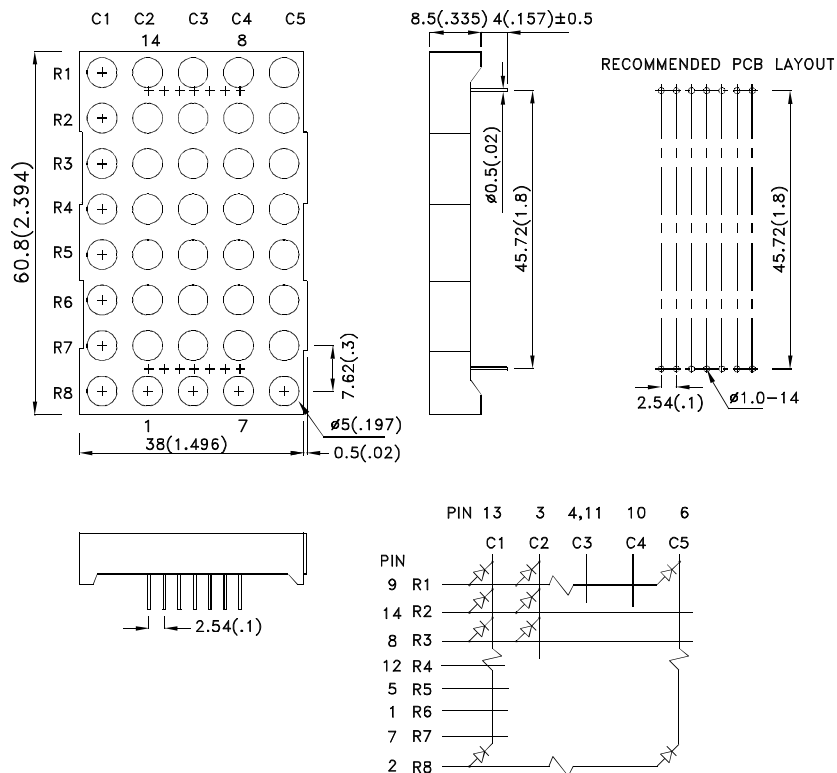 C1 C2 C3 C4 C5
14 8
8.5(.335) 4(.157)±0.5
RECOMMENDED PCB LAYOUT
R1
R2
R3
R4
R5
R6
R7
R8
60.8(2.394)
7.62(.3)
1 7
ø5(.197)
38(1.496)
0.5(.02)
ø0.5(.02)
45.72(1.8)
45.72(1.8)
2.54(.1)
ø1.0-14
2.54(.1)
PIN 13 3 4,11 10 6
C1 C2 C3 C4 C5
PIN
9 R1
14 R2
8 R3
12 R4
5 R5
1 R6
7 R7
2 R8